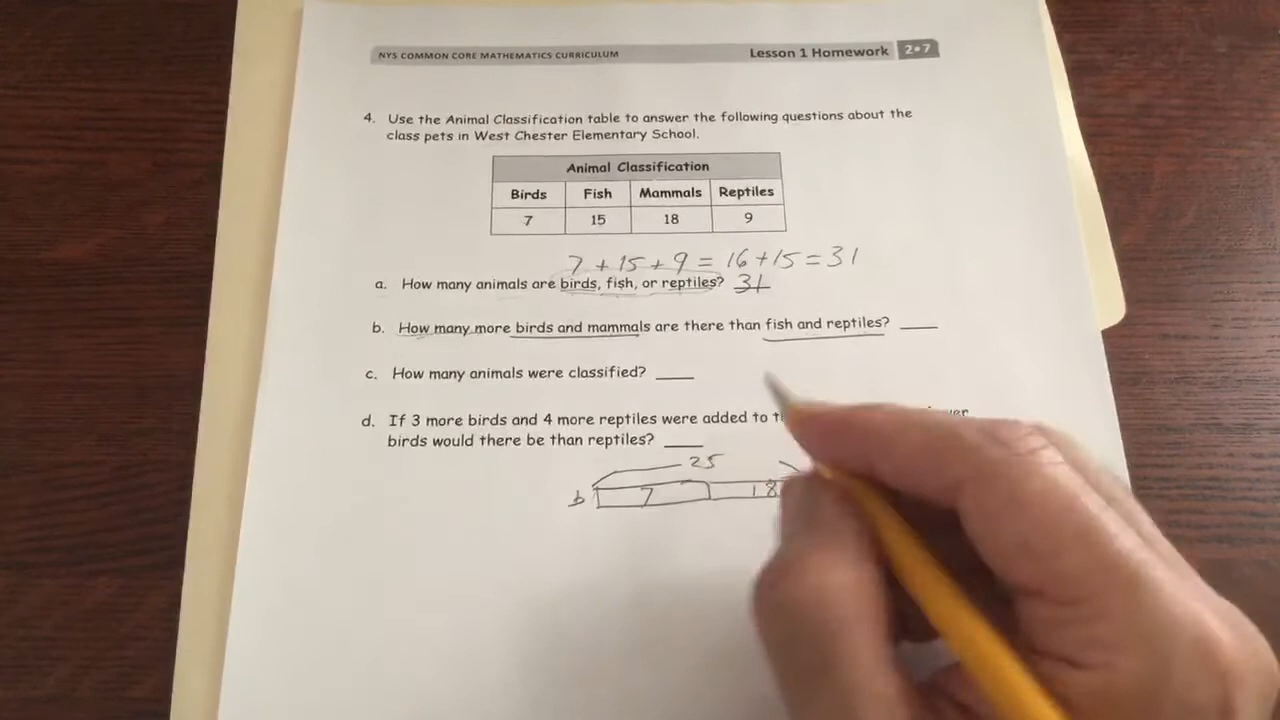 NYS COMMON CORE MATHEMATICS CURRICULUM Lesson 1 Homework 2•7
4. Use the Animal Classification table to answer the following questions about the
class pets in West Chester Elementary School.
Animal Classification
Birds Fish Mammals Reptiles
7 15 18 9
7 + 15 + 9 = 16 + 15 = 31
a. How many animals are birds, fish, or reptiles? 31
b. How many more birds and mammals are there than fish and reptiles? ____
c. How many animals were classified? ____
d. If 3 more birds and 4 more reptiles were added to
birds would there be than reptiles? ____
25
b 7 18